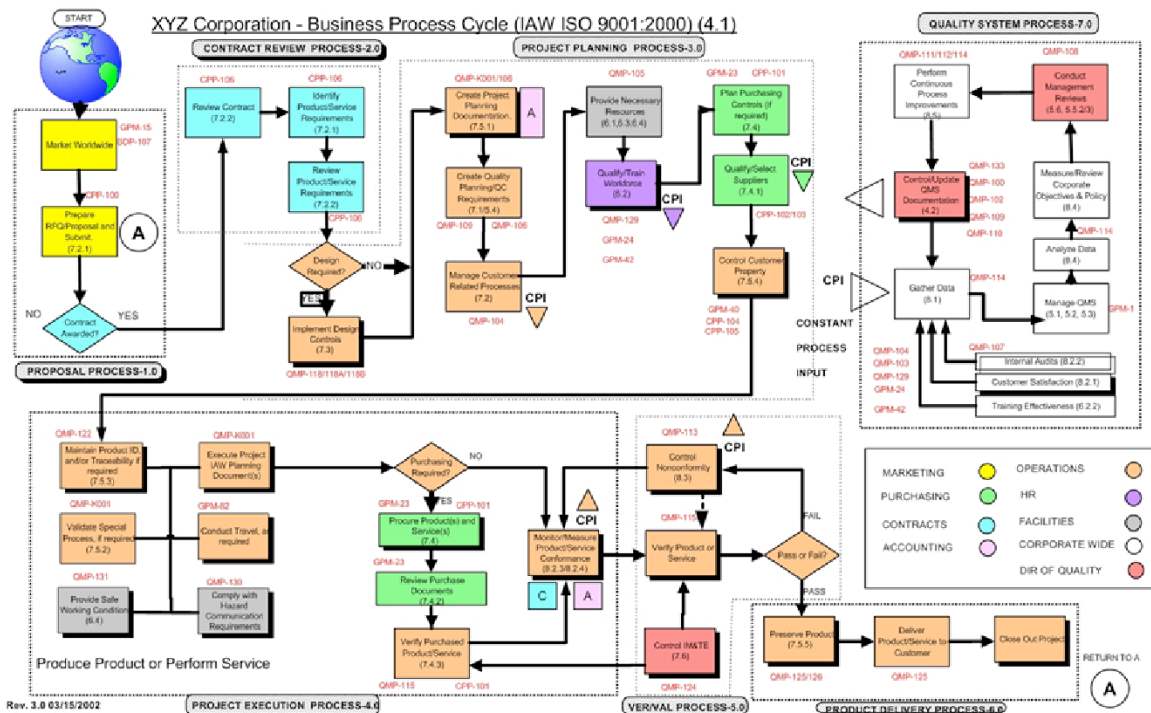 START
XYZ Corporation - Business Process Cycle (IAW ISO 9001:2000) (4.1)
QUALITY SYSTEM PROCESS-7.0
CONTRACT REVIEW PROCESS-2.0
PROJECT PLANNING PROCESS-3.0
GPM-15
Market Worldwide
CPP-100
Prepare
RFQ/Proposal and
Submit.
(7.2.1)
A
NO
Contract
Awarded?
YES
PROPOSAL PROCESS-1.0
CPP-106
Review Contract
(7.2.2)
CPP-106
Identify
Product/Service
Requirements
(7.2.1)
Review
Product/Service
Requirements
(7.2.2)
CPP-106
Design
Required?
NO
YES
Implement Design
Controls
(7.3)
QMP-118/118A/118B
QMP-K001/106
Create Project
Planning
Documentation.
(7.5.1)
A
Create Quality
Planning/QC
Requirements
(7.1/5.4)
QMP-109
QMP-106
Manage Customer
Related Processes
(7.2)
CPI
QMP-104
QMP-105
Provide Necessary
Resources
(6.1,6.3,6.4)
Qualify/Train
Workforce
(6.2)
CPI
QMP-129
GPM-24
GPM-42
GPM-23
CPP-101
Plan Purchasing
Controls (if
required)
(7.4)
Qualify/Select
Suppliers
(7.4.1)
CPI
CPP-102/103
Control Customer
Property
(7.5.4)
GPM-40
CPP-104
CPP-105
QMP-111/112/114
Perform
Continuous
Process
Improvements
(8.5)
QMP-108
Conduct
Management
Reviews
(5.6, 5.5.2/3)
Control/Update
QMS
Documentation
(4.2)
QMP-133
QMP-100
QMP-102
QMP-109
QMP-110
Measure/Review
Corporate
Objectives & Policy
(8.4)
QMP-114
Analyze Data
(8.4)
CPI
Gather Data
(8.1)
QMP-114
Manage QMS
(5.1, 5.2, 5.3)
GPM-1
CONSTANT
PROCESS
INPUT
QMP-104
QMP-103
QMP-129
GPM-24
GPM-42
QMP-107
Internal Audits (8.2.2)
Customer Satisfaction (8.2.1)
Training Effectiveness (6.2.2)
QMP-122
Maintain Product ID,
and/or Traceability if
required
(7.5.3)
QMP-K001
Execute Project
IAW Planning
Document(s)
QMP-K001
Validate Special
Process, if required
(7.5.2)
GPM-82
Conduct Travel, as
required
QMP-131
Provide Safe
Working Condition
(6.4)
QMP-130
Comply with
Hazard
Communication
Requirements
Produce Product or Perform Service
Purchasing
Required?
NO
YES
GPM-23
CPP-101
Procure Product(s) and
Service(s)
(7.4)
GPM-23
Review Purchase
Documents
(7.4.2)
Verify Purchased
Product/Service
(7.4.3)
QMP-115
CPP-101
CPI
Monitor/Measure
Product/Service
Conformance
(8.2.3/8.2.4)
C
A
QMP-113
Control
Nonconformity
(8.3)
CPI
QMP-115
Verify Product or
Service
Pass or Fail?
FAIL
PASS
Control IM&TE
(7.6)
QMP-124
Preserve Product
(7.5.5)
QMP-125/126
Deliver
Product/Service to
Customer
QMP-125
Close Out Project
RETURN TO A
A
MARKETING
OPERATIONS
PURCHASING
HR
CONTRACTS
FACILITIES
ACCOUNTING
CORPORATE WIDE
DIR OF QUALITY
Rev. 3.0 03/15/2002
PROJECT EXECUTION PROCESS-4.0
VER/VAL PROCESS-5.0
PRODUCT DELIVERY PROCESS-6.0